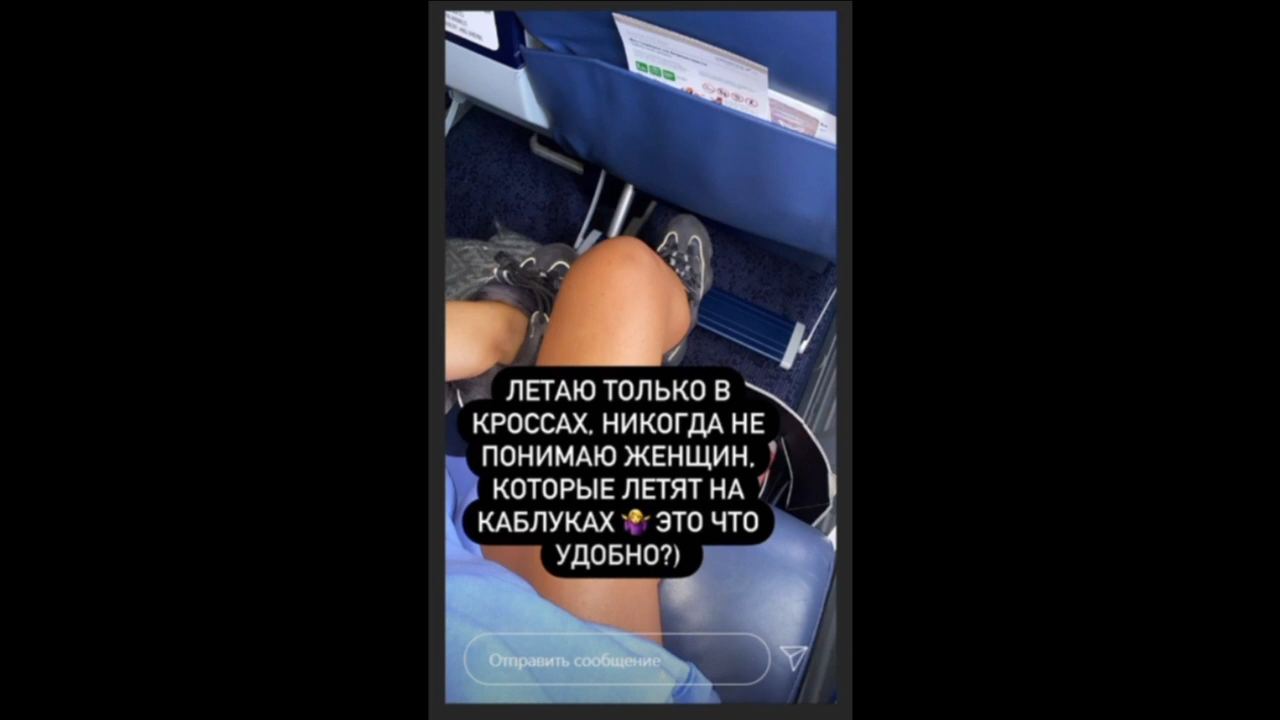 ЛЕТАЮ ТОЛЬКО В
КРОССАХ, НИКОГДА НЕ
ПОНИМАЮ ЖЕНЩИН,
КОТОРЫЕ ЛЕТЯТ НА
КАБЛУКАХ 🤷‍♀️ ЭТО ЧТО
УДОБНО?)
Отправить сообщение